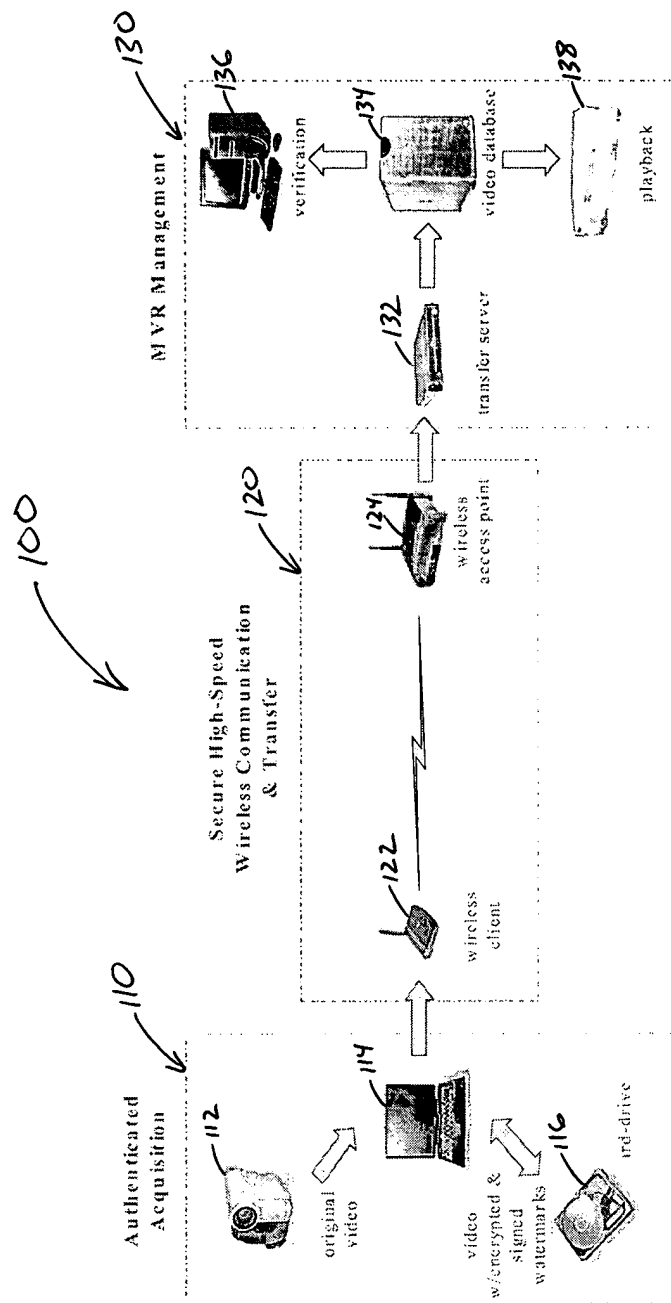 100
Authenticated
Acquisition
110
112
original
video
114
video
w/encrypted &
signed
watermarks
116
ard-drive
Secure High-Speed
Wireless Communication
& Transfer
120
122
wireless
client
124
wireless
access point
MVR Management
130
132
transfer server
134
video database
136
verification
138
playback